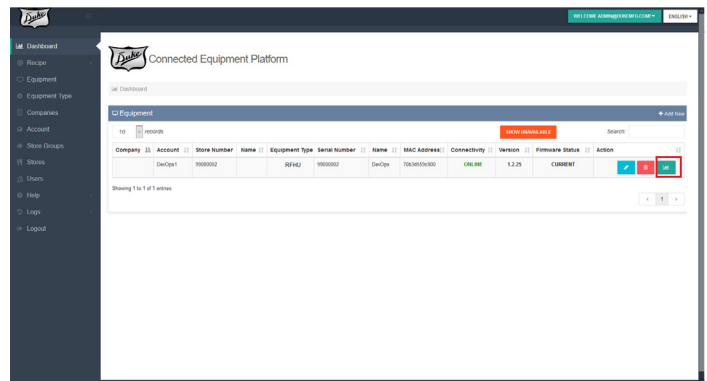 Duke
WELCOME ADMIN@DUKEMFG.COM
ENGLISH
Dashboard
Recipe
Equipment
Equipment Type
Companies
Account
Store Groups
Stores
Users
Help
Logs
Logout
Duke Connected Equipment Platform
Dashboard
Equipment
Add New
10 records
SHOW UNAVAILABLE
Search:
Company Account Store Number Name Equipment Type Serial Number Name MAC Address Connectivity Version Firmware Status Action
DevOps1 99000002 RFHU 99000002 DevOps ONLINE 1.2.25 CURRENT
Showing 1 to 1 of 1 entries
< 1 >